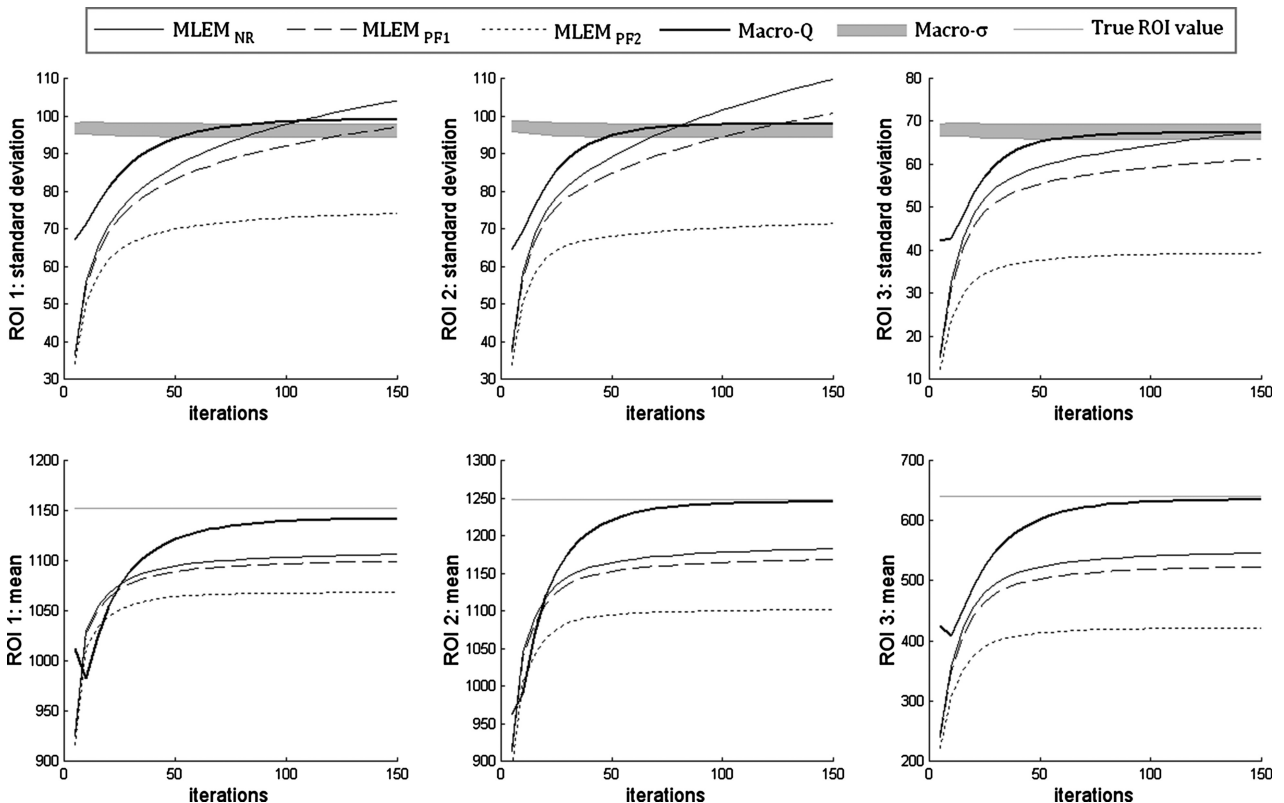 MLEM NR MLEM PF1 MLEM PF2 Macro-Q Macro-σ True ROI value
ROI 1: standard deviation
110
100
90
80
70
60
50
40
30
0 50 100 150
iterations
ROI 2: standard deviation
110
100
90
80
70
60
50
40
30
0 50 100 150
iterations
ROI 3: standard deviation
80
70
60
50
40
30
20
10
0 50 100 150
iterations
ROI 1: mean
1200
1150
1100
1050
1000
950
900
0 50 100 150
iterations
ROI 2: mean
1300
1250
1200
1150
1100
1050
1000
950
900
0 50 100 150
iterations
ROI 3: mean
700
600
500
400
300
200
0 50 100 150
iterations